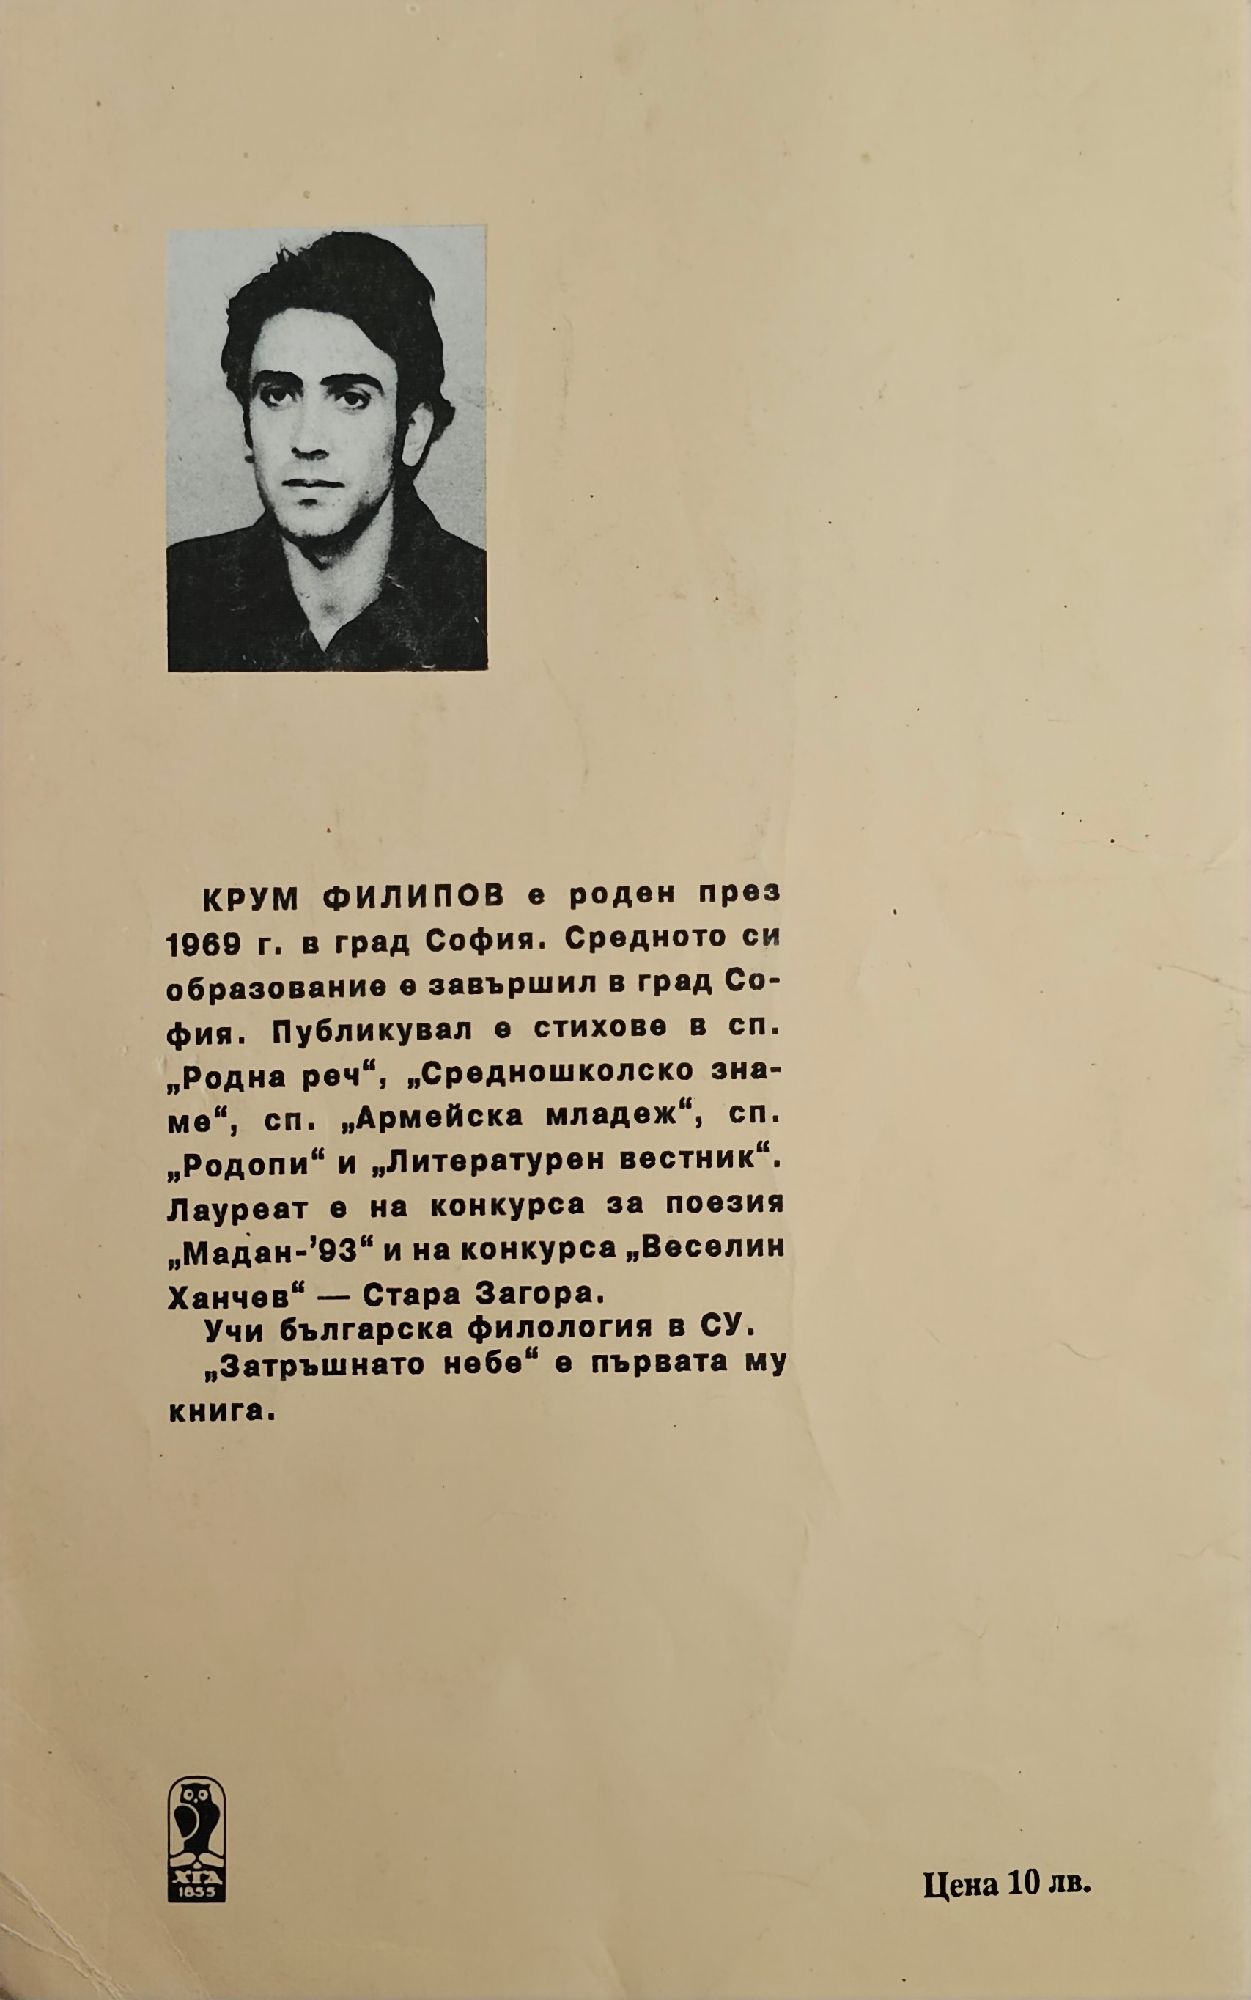 КРУМ ФИЛИПОВ е роден през
1969 г. в град София. Средното си
образование е завършил в град Со-
фия. Публикувал е стихове в сп.
„Родна реч“, „Средношколско зна-
ме“, сп. „Армейска младеж“, сп.
„Родопи“ и „Литературен вестник“.
Лауреат е на конкурса за поезия
„Мадан-’93“ и на конкурса „Веселин
Ханчев“ — Стара Загора.
Учи българска филология в СУ.
„Затръшнато небе“ е първата му
книга.
ХГД
1855
Цена 10 лв.